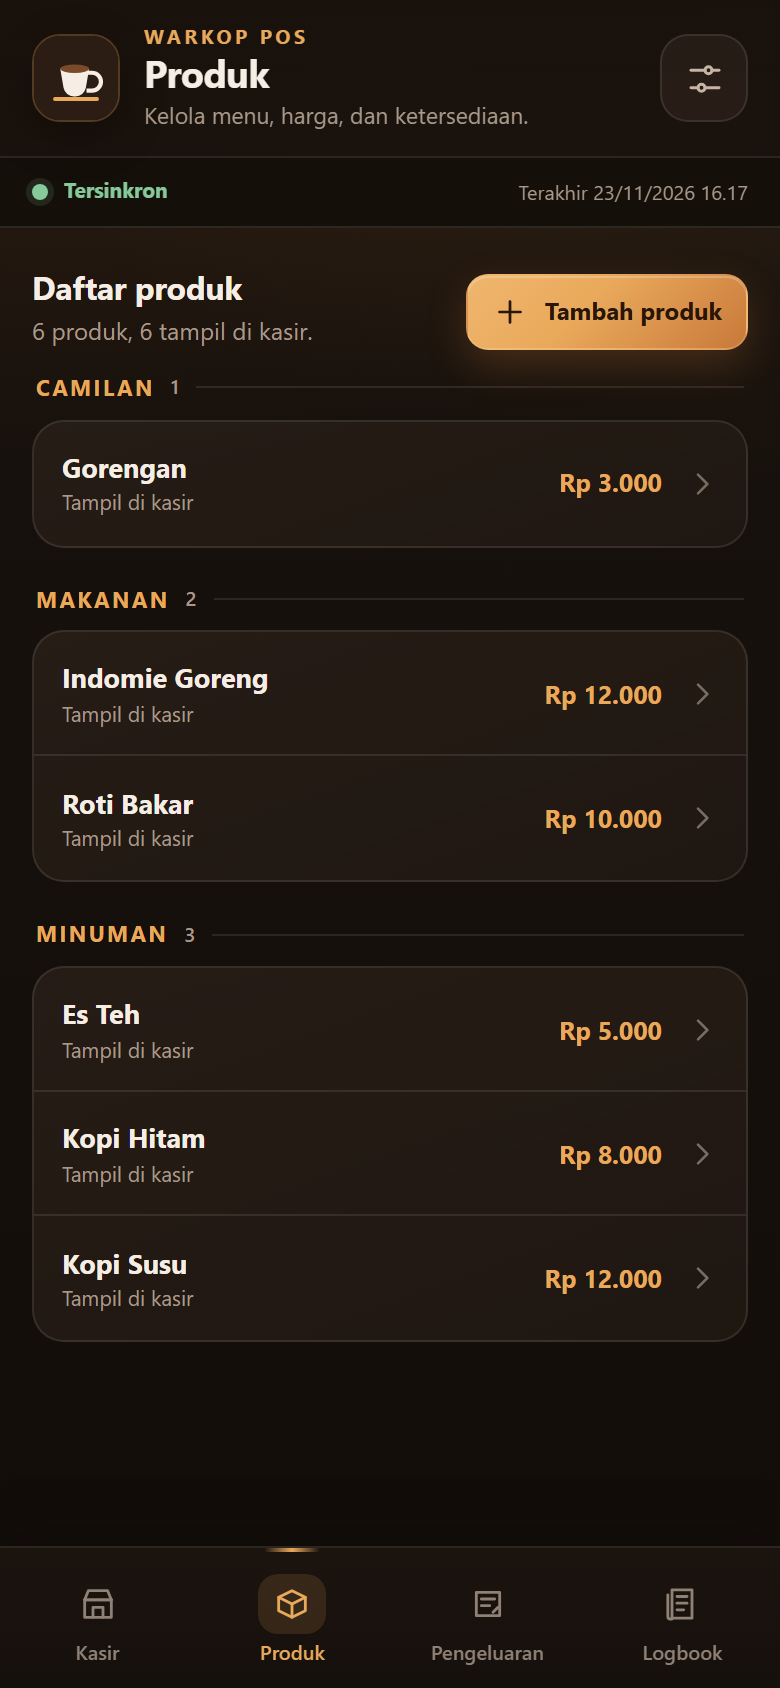 WARKOP POS
Produk
Kelola menu, harga, dan ketersediaan.
Tersinkron
Terakhir 23/11/2026 16.17
Daftar produk
6 produk, 6 tampil di kasir.
Tambah produk
CAMILAN 1
Gorengan
Tampil di kasir
Rp 3.000
MAKANAN 2
Indomie Goreng
Tampil di kasir
Rp 12.000
Roti Bakar
Tampil di kasir
Rp 10.000
MINUMAN 3
Es Teh
Tampil di kasir
Rp 5.000
Kopi Hitam
Tampil di kasir
Rp 8.000
Kopi Susu
Tampil di kasir
Rp 12.000
Kasir
Produk
Pengeluaran
Logbook